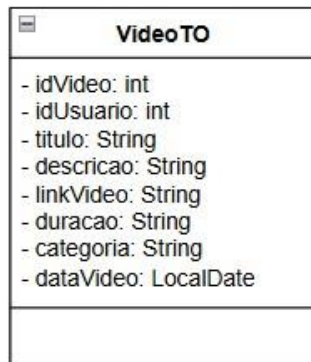 VideoTO
- idVideo: int
- idUsuario: int
- titulo: String
- descricao: String
- linkVideo: String
- duracao: String
- categoria: String
- dataVideo: LocalDate